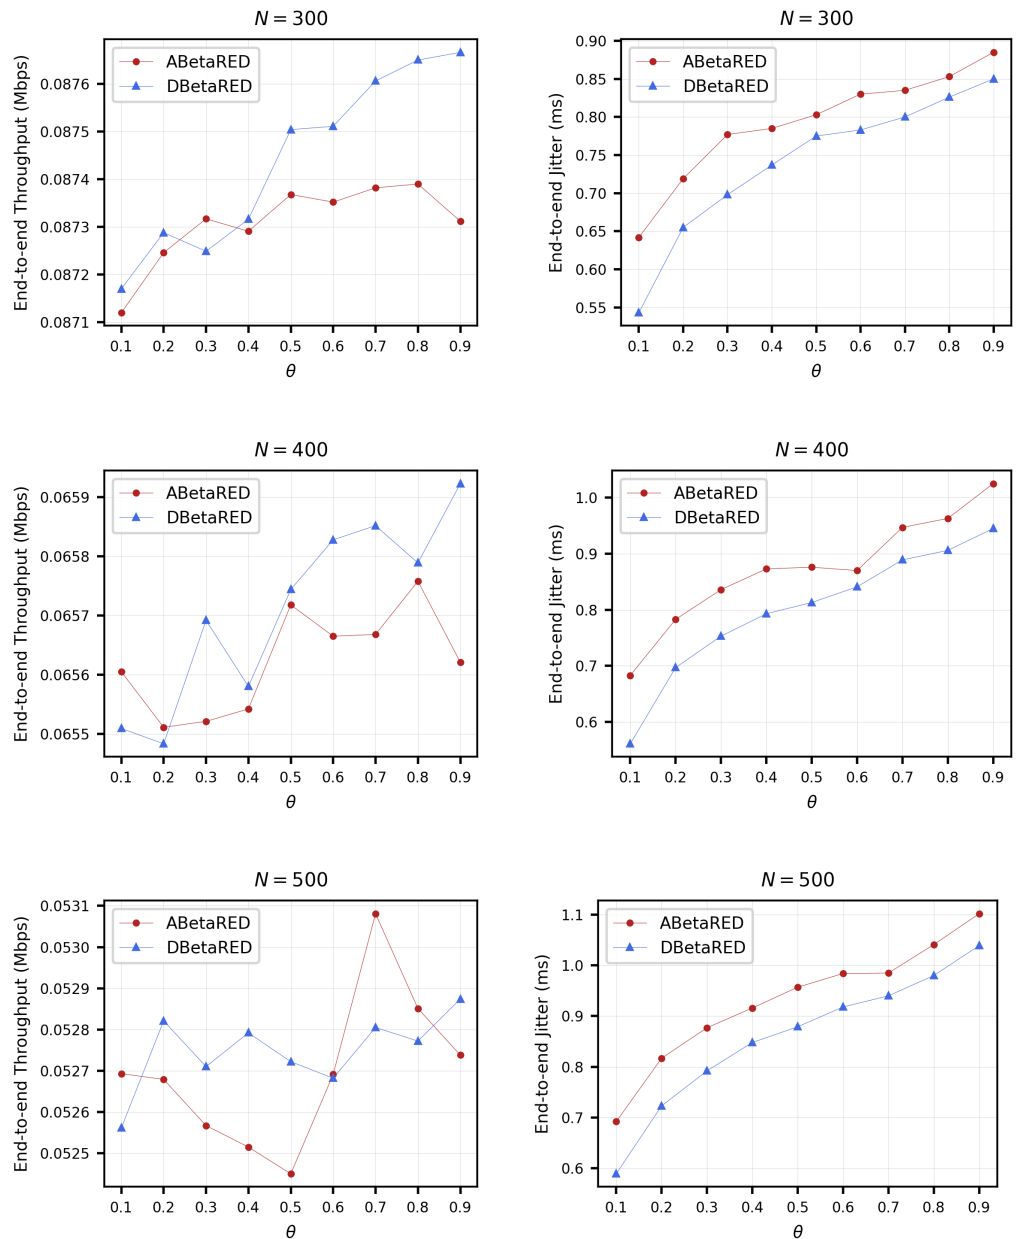 N = 300
End-to-end Throughput (Mbps)
ABetaRED
DBetaRED
0.0876
0.0875
0.0874
0.0873
0.0872
0.0871
0.1 0.2 0.3 0.4 0.5 0.6 0.7 0.8 0.9
θ
N = 300
End-to-end Jitter (ms)
ABetaRED
DBetaRED
0.90
0.85
0.80
0.75
0.70
0.65
0.60
0.55
0.1 0.2 0.3 0.4 0.5 0.6 0.7 0.8 0.9
θ
N = 400
End-to-end Throughput (Mbps)
ABetaRED
DBetaRED
0.0659
0.0658
0.0657
0.0656
0.0655
0.1 0.2 0.3 0.4 0.5 0.6 0.7 0.8 0.9
θ
N = 400
End-to-end Jitter (ms)
ABetaRED
DBetaRED
1.0
0.9
0.8
0.7
0.6
0.1 0.2 0.3 0.4 0.5 0.6 0.7 0.8 0.9
θ
N = 500
End-to-end Throughput (Mbps)
ABetaRED
DBetaRED
0.0531
0.0530
0.0529
0.0528
0.0527
0.0526
0.0525
0.1 0.2 0.3 0.4 0.5 0.6 0.7 0.8 0.9
θ
N = 500
End-to-end Jitter (ms)
ABetaRED
DBetaRED
1.1
1.0
0.9
0.8
0.7
0.6
0.1 0.2 0.3 0.4 0.5 0.6 0.7 0.8 0.9
θ